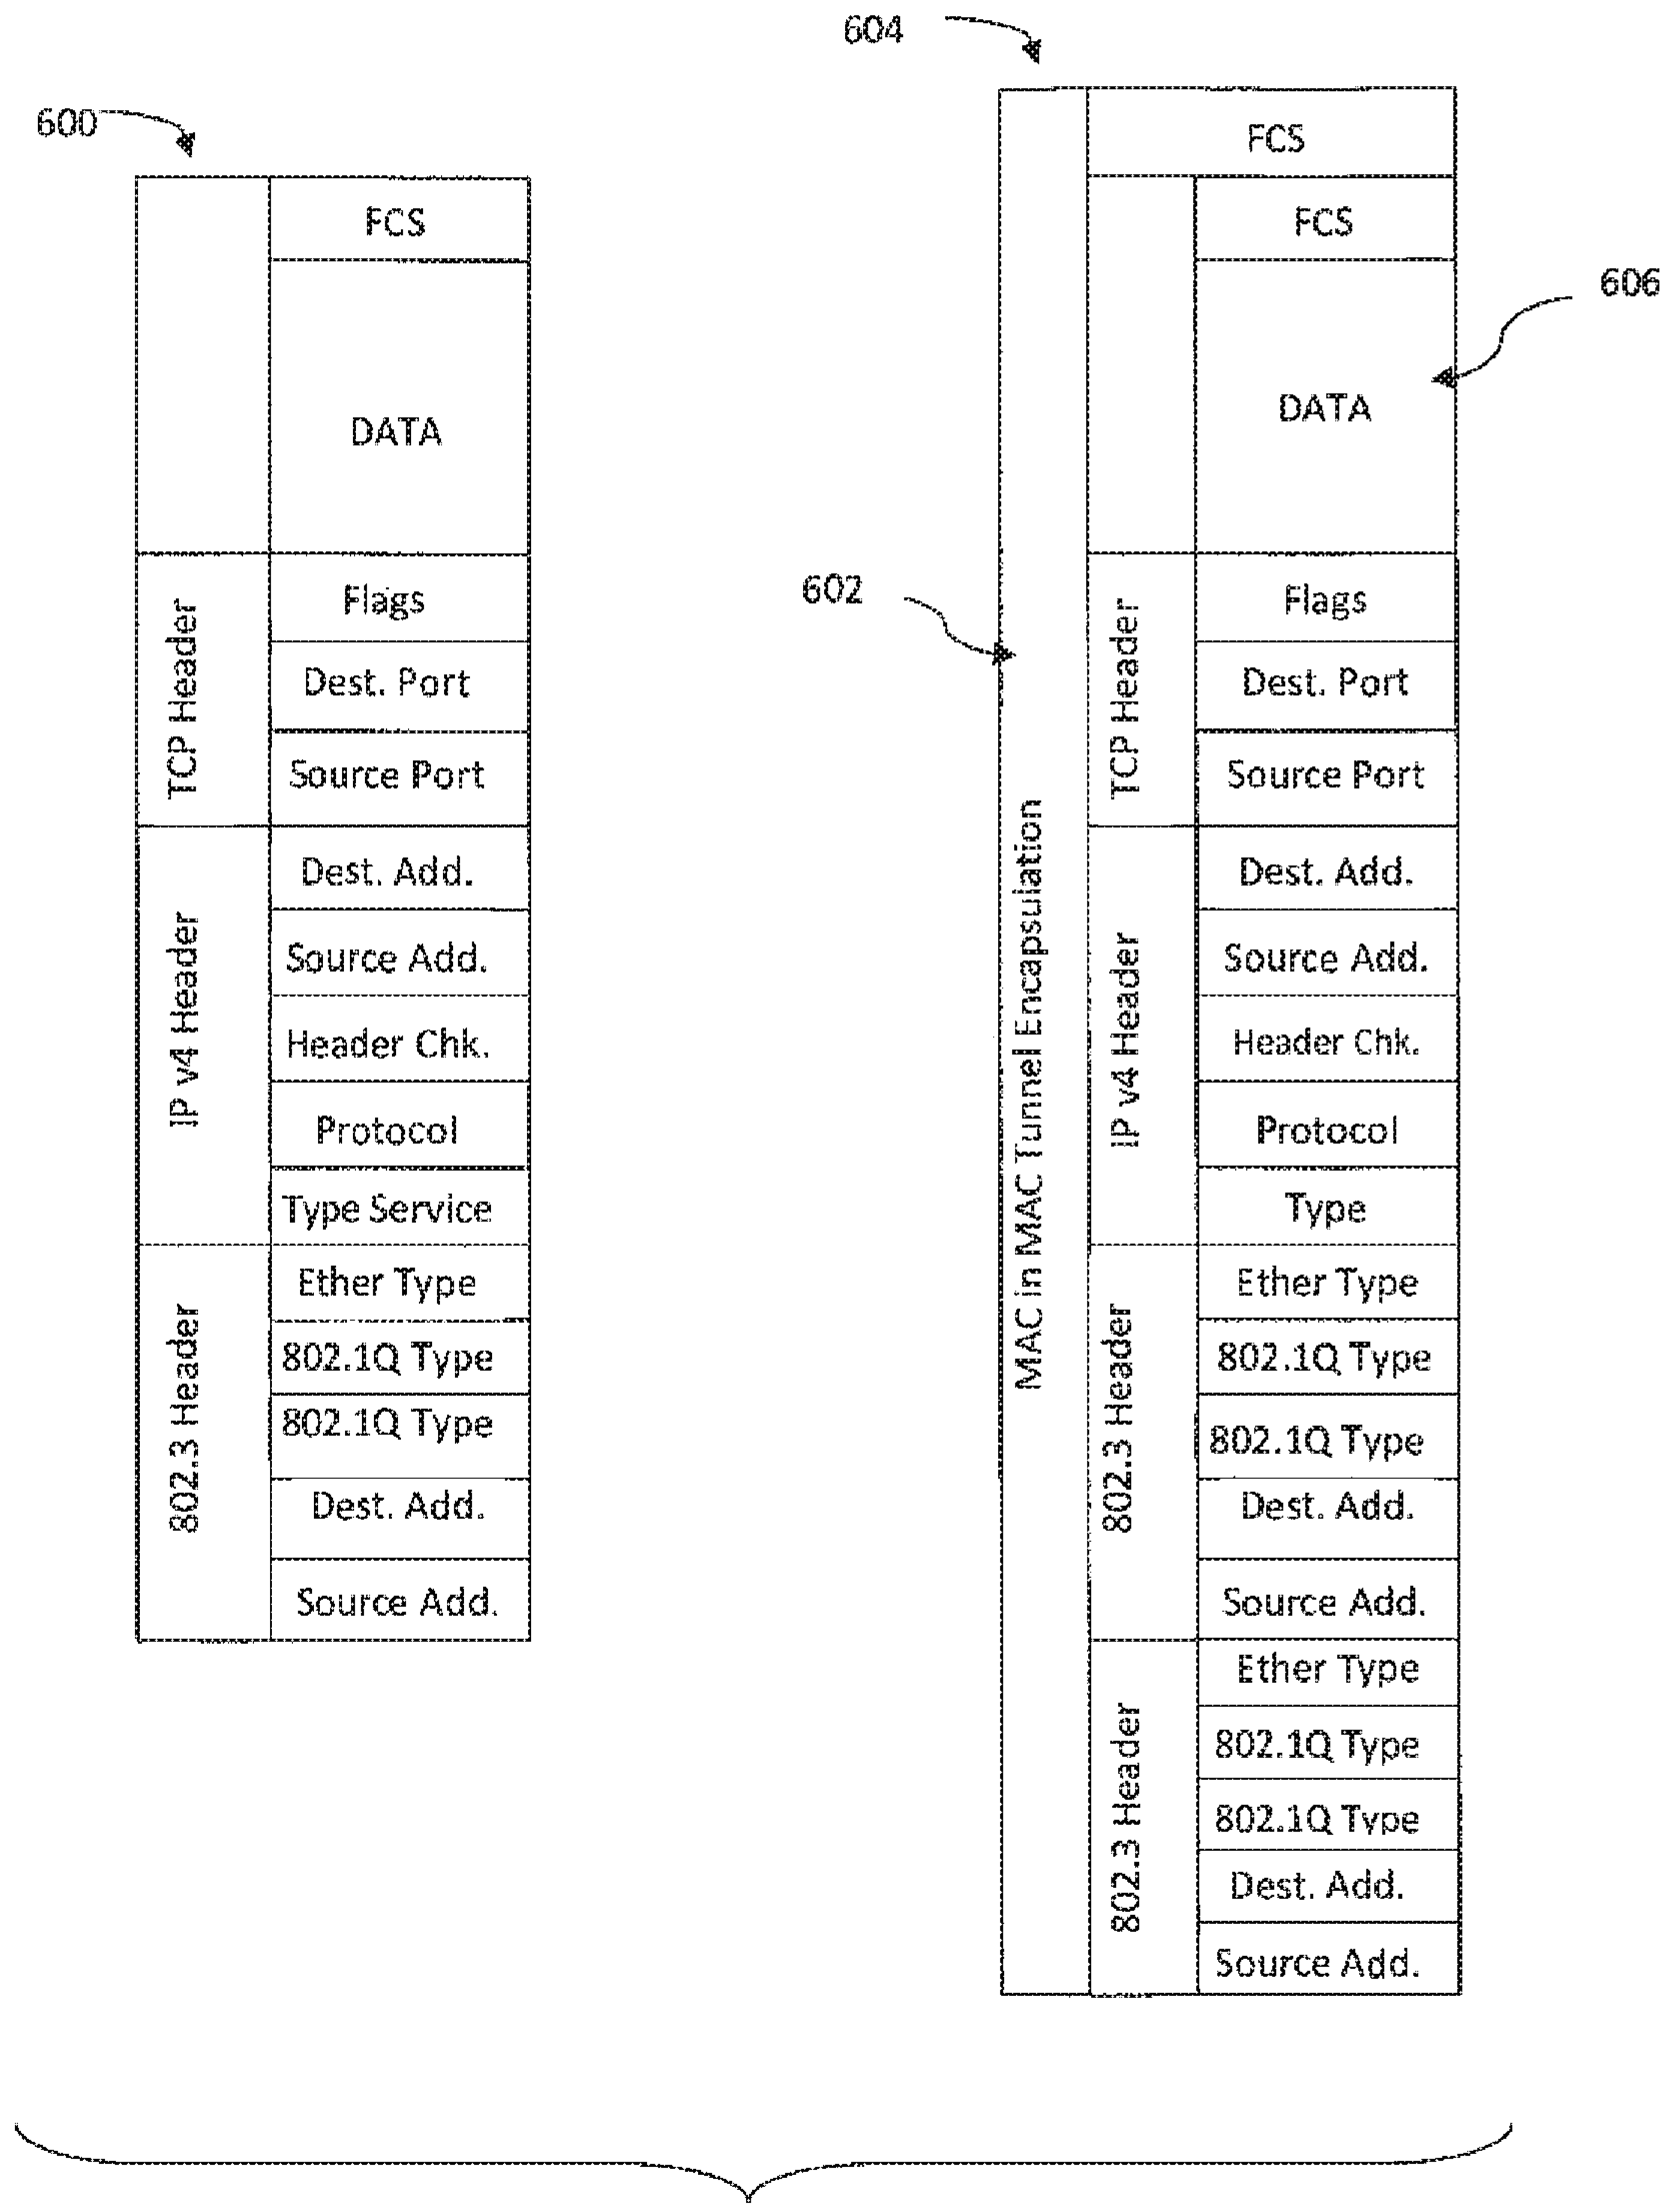 600
FCS
DATA
TCP Header
Flags
Dest. Port
Source Port
IP v4 Header
Dest. Add.
Source Add.
Header Chk.
Protocol
Type Service
802.3 Header
Ether Type
802.1Q Type
802.1Q Type
Dest. Add.
Source Add.
604
602
MAC in MAC Tunnel Encapsulation
FCS
FCS
606
DATA
TCP Header
Flags
Dest. Port
Source Port
IP v4 Header
Dest. Add.
Source Add.
Header Chk.
Protocol
Type
802.3 Header
Ether Type
802.1Q Type
802.1Q Type
Dest. Add.
Source Add.
802.3 Header
Ether Type
802.1Q Type
802.1Q Type
Dest. Add.
Source Add.